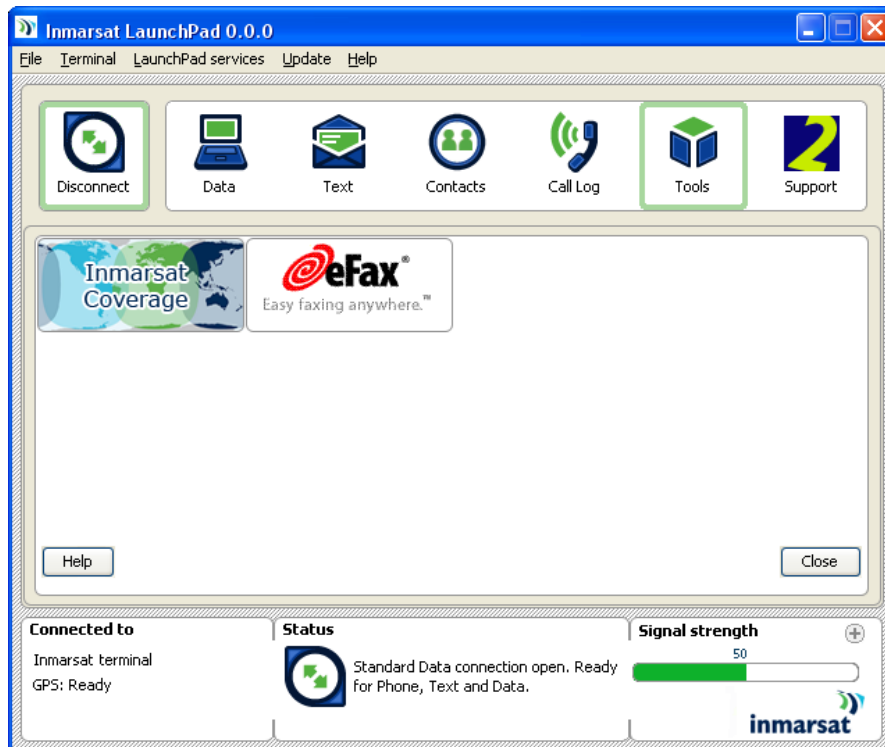 Inmarsat LaunchPad 0.0.0
File Terminal LaunchPad services Update Help
Disconnect Data Text Contacts Call Log Tools Support
Inmarsat
Coverage
eFax®
Easy faxing anywhere.™
Help
Close
Connected to
Inmarsat terminal
GPS: Ready
Status
Standard Data connection open. Ready
for Phone, Text and Data.
Signal strength
50
inmarsat